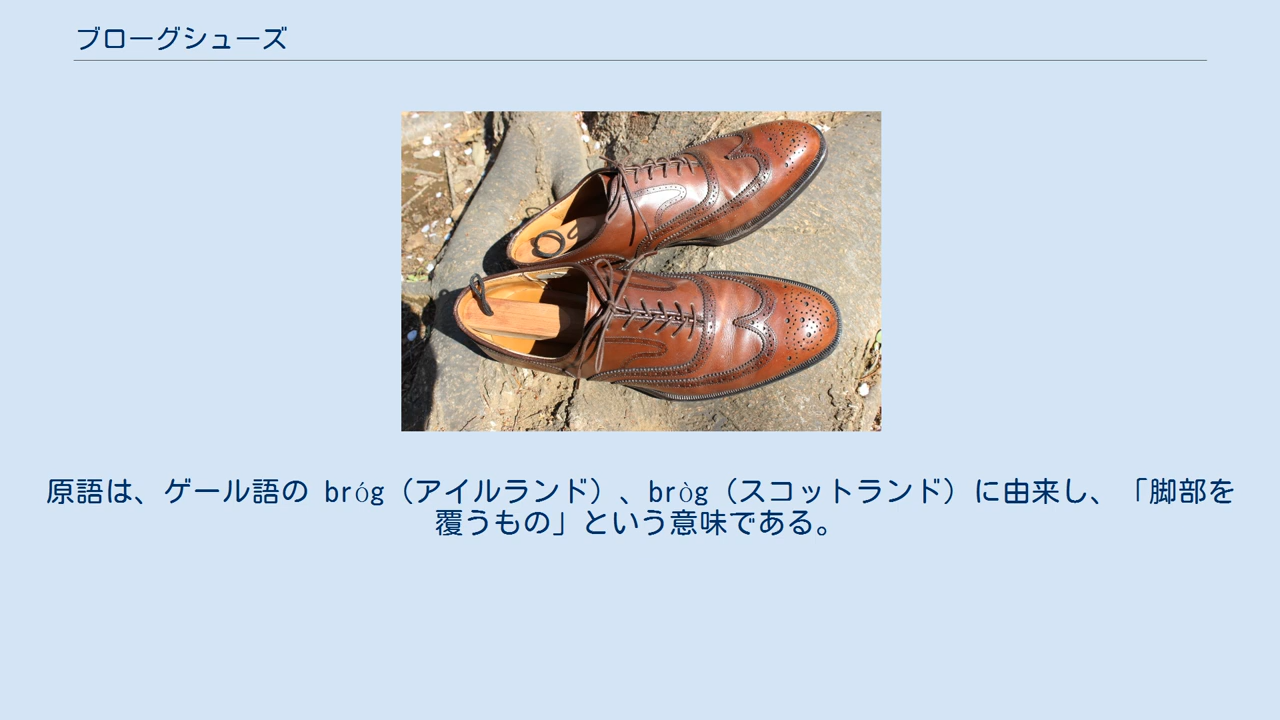 ブローグシューズ
原語は、ゲール語の bróg（アイルランド）、bròg（スコットランド）に由来し、「脚部を
覆うもの」という意味である。